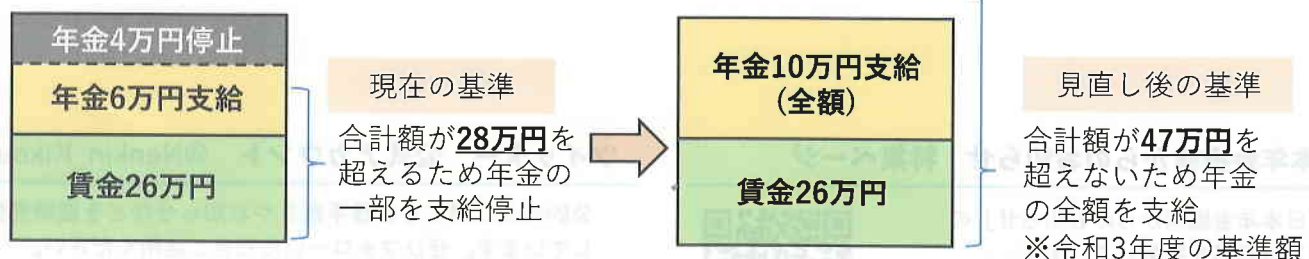 年金4万円停止
年金6万円支給
賃金26万円
現在の基準
合計額が28万円を
超えるため年金の
一部を支給停止
年金10万円支給
(全額)
賃金26万円
見直し後の基準
合計額が47万円を
超えないため年金
の全額を支給
※令和3年度の基準額